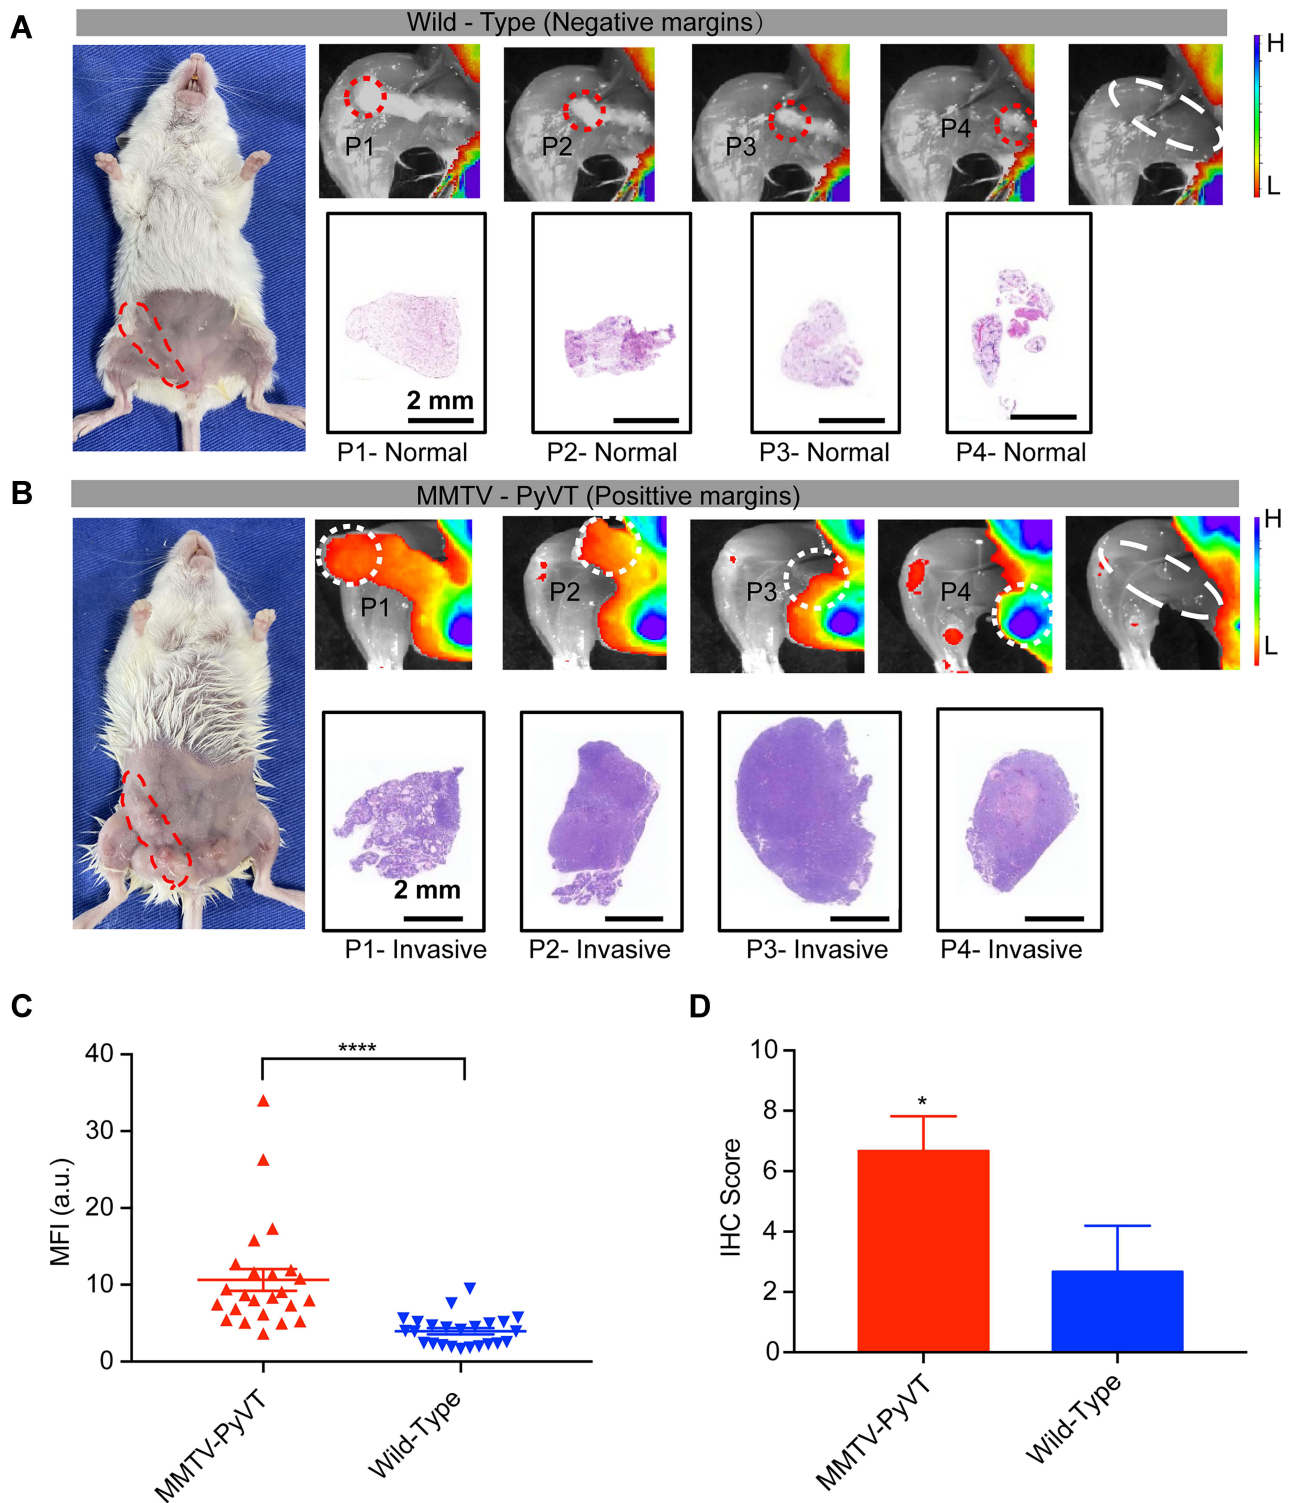 A
Wild - Type (Negative margins）
H
L
P1
P2
P3
P4
2 mm
P1- Normal
P2- Normal
P3- Normal
P4- Normal
B
MMTV - PyVT (Posittive margins)
H
L
P1
P2
P3
P4
2 mm
P1- Invasive
P2- Invasive
P3- Invasive
P4- Invasive
C
MFI (a.u.)
40
30
20
10
0
****
MMTV-PyVT
Wild-Type
D
IHC Score
10
8
6
4
2
0
*
MMTV-PyVT
Wild-Type